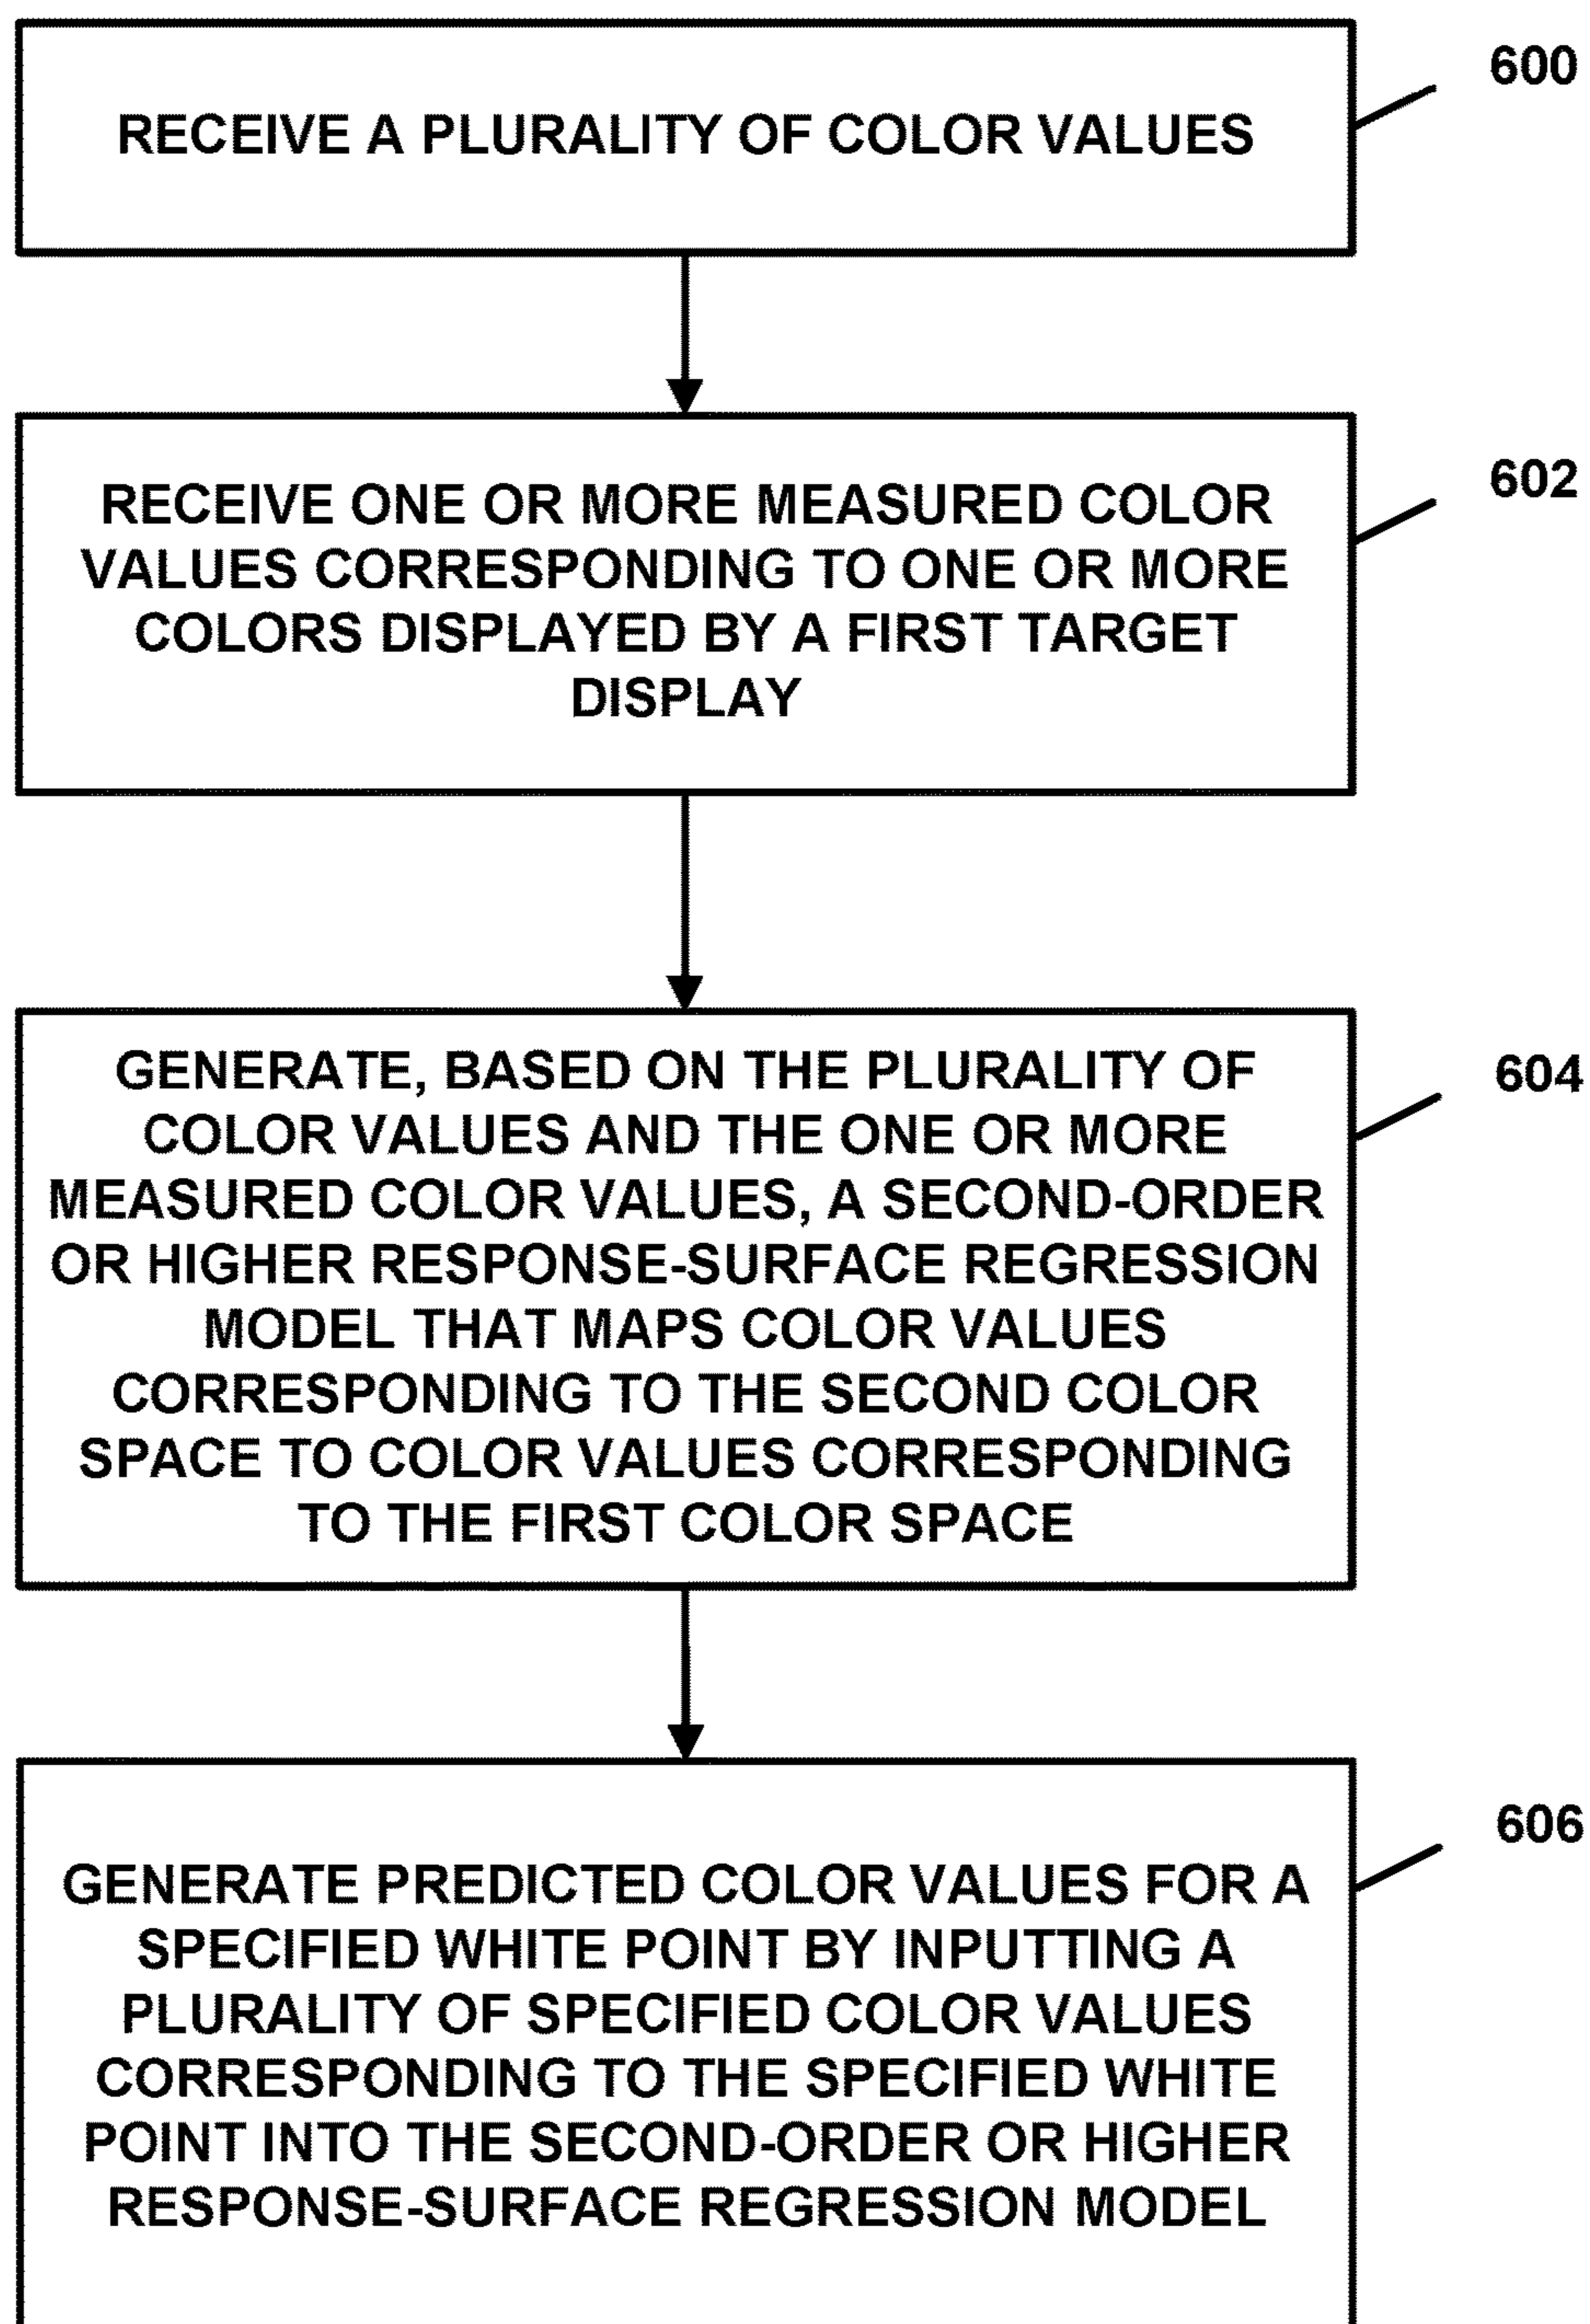 600
RECEIVE A PLURALITY OF COLOR VALUES
602
RECEIVE ONE OR MORE MEASURED COLOR
VALUES CORRESPONDING TO ONE OR MORE
COLORS DISPLAYED BY A FIRST TARGET
DISPLAY
604
GENERATE, BASED ON THE PLURALITY OF
COLOR VALUES AND THE ONE OR MORE
MEASURED COLOR VALUES, A SECOND-ORDER
OR HIGHER RESPONSE-SURFACE REGRESSION
MODEL THAT MAPS COLOR VALUES
CORRESPONDING TO THE SECOND COLOR
SPACE TO COLOR VALUES CORRESPONDING
TO THE FIRST COLOR SPACE
606
GENERATE PREDICTED COLOR VALUES FOR A
SPECIFIED WHITE POINT BY INPUTTING A
PLURALITY OF SPECIFIED COLOR VALUES
CORRESPONDING TO THE SPECIFIED WHITE
POINT INTO THE SECOND-ORDER OR HIGHER
RESPONSE-SURFACE REGRESSION MODEL